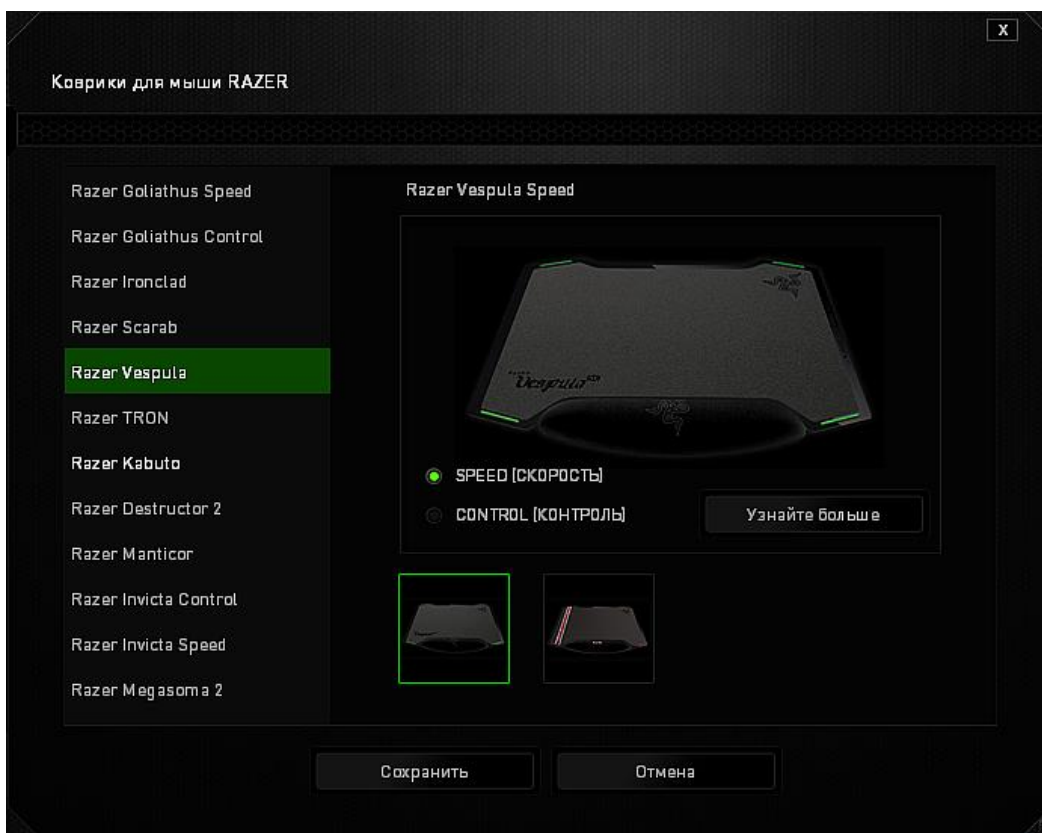 X
Коврики для мыши RAZER
Razer Goliathus Speed
Razer Goliathus Control
Razer Ironclad
Razer Scarab
Razer Vespula
Razer TRON
Razer Kabuto
Razer Destructor 2
Razer Manticor
Razer Invicta Control
Razer Invicta Speed
Razer Megasoma 2
Razer Vespula Speed
Vespula
SPEED (СКОРОСТЬ)
CONTROL (КОНТРОЛЬ)
Узнайте больше
Сохранить
Отмена